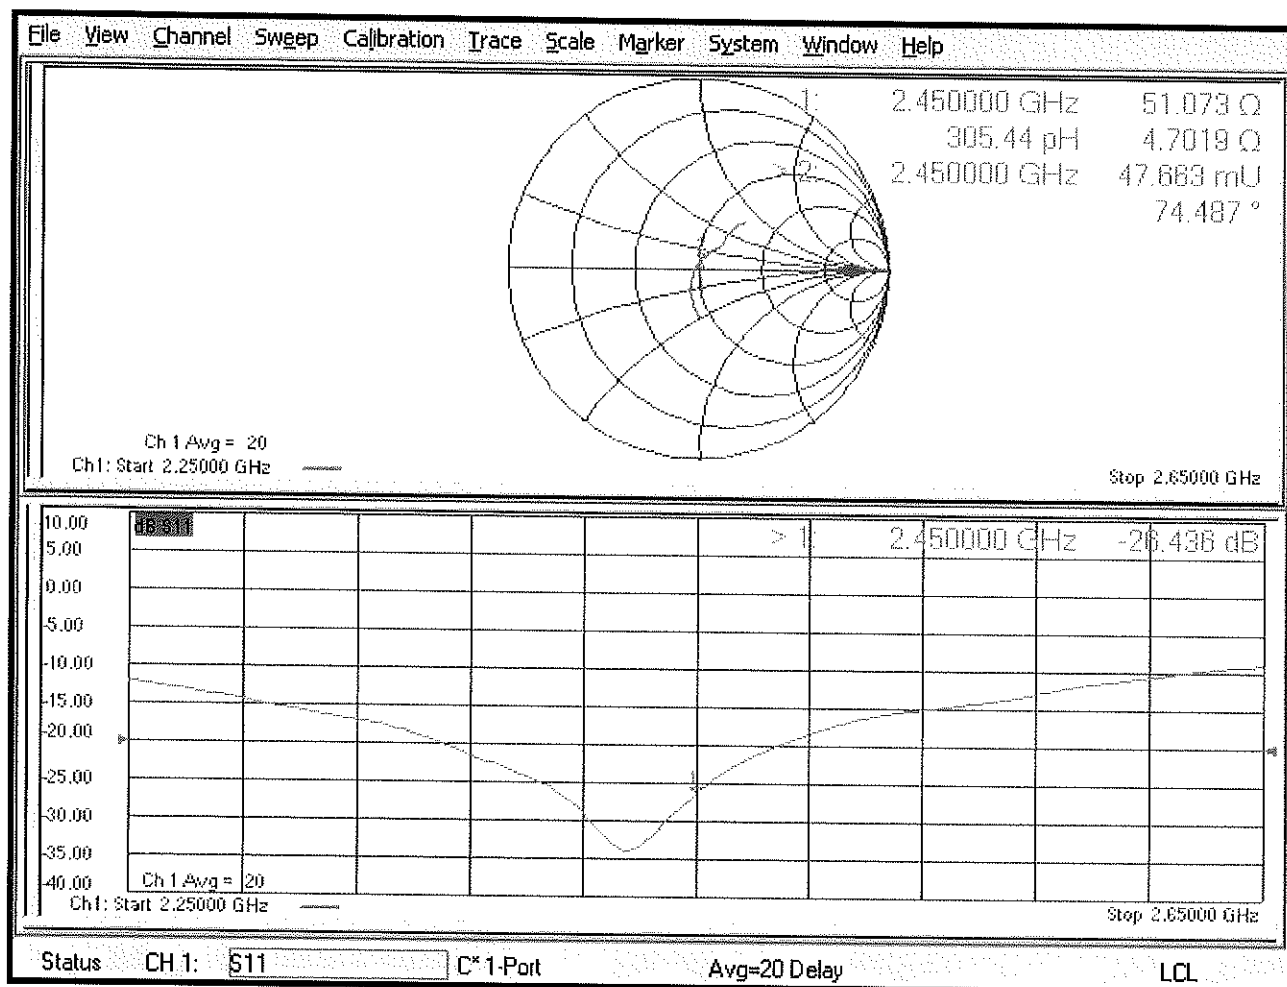 File View Channel Sweep Calibration Trace Scale Marker System Window Help
1: 2.450000 GHz 51.073 Ω
305.44 pH 4.7019 Ω
> 2: 2.450000 GHz 47.663 mU
74.487 °
Ch 1 Avg = 20
Ch1: Start 2.25000 GHz
Stop 2.65000 GHz
10.00
dB S11
> 1: 2.450000 GHz -26.436 dB
5.00
0.00
-5.00
-10.00
-15.00
-20.00
-25.00
1
-30.00
-35.00
-40.00
Ch 1 Avg = 20
Ch1: Start 2.25000 GHz
Stop 2.65000 GHz
Status CH 1: S11 C* 1-Port Avg=20 Delay LCL